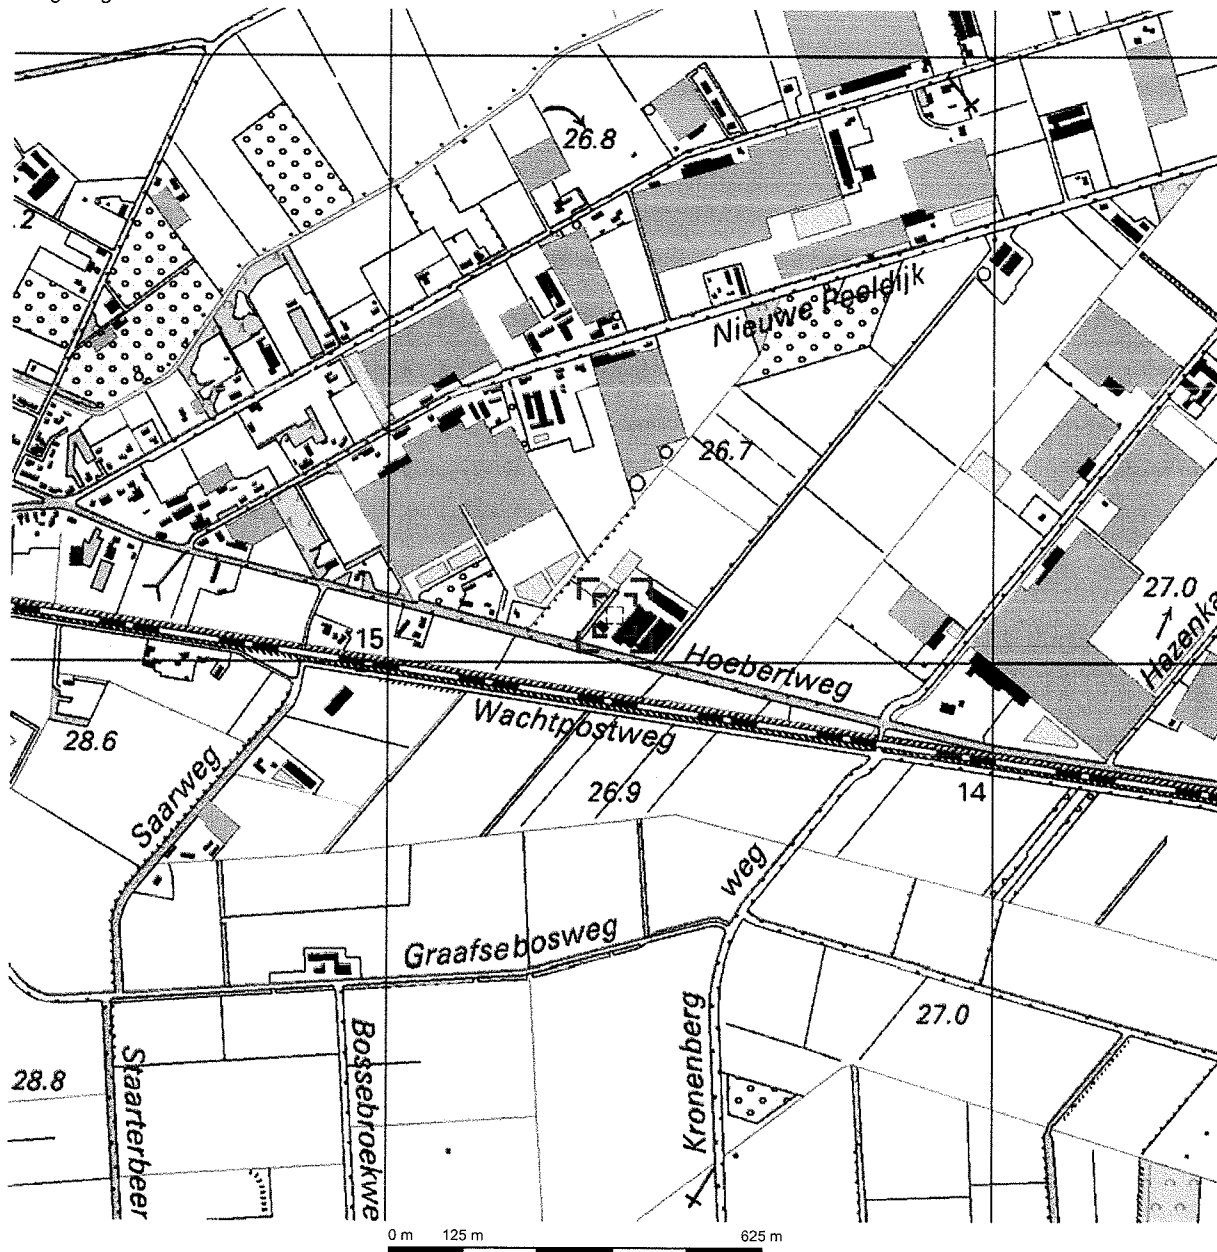 26.8
.2
Nieuwe Peeldijk
26.7
27.0
Hazenka
15
Hoebertweg
28.6
Wachtpostweg
Saarweg
26.9
14
weg
Graafsebosweg
27.0
Kronenberg
28.8
Staarterbeer
Bossebroekwe
0 m 125 m 625 m